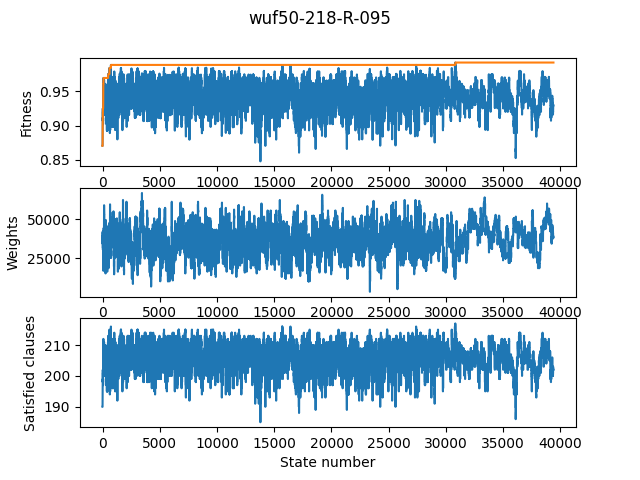 wuf50-218-R-095
Fitness
0.95
0.90
0.85
0 5000 10000 15000 20000 25000 30000 35000 40000
Weights
50000
25000
0 5000 10000 15000 20000 25000 30000 35000 40000
Satisfied clauses
210
200
190
0 5000 10000 15000 20000 25000 30000 35000 40000
State number